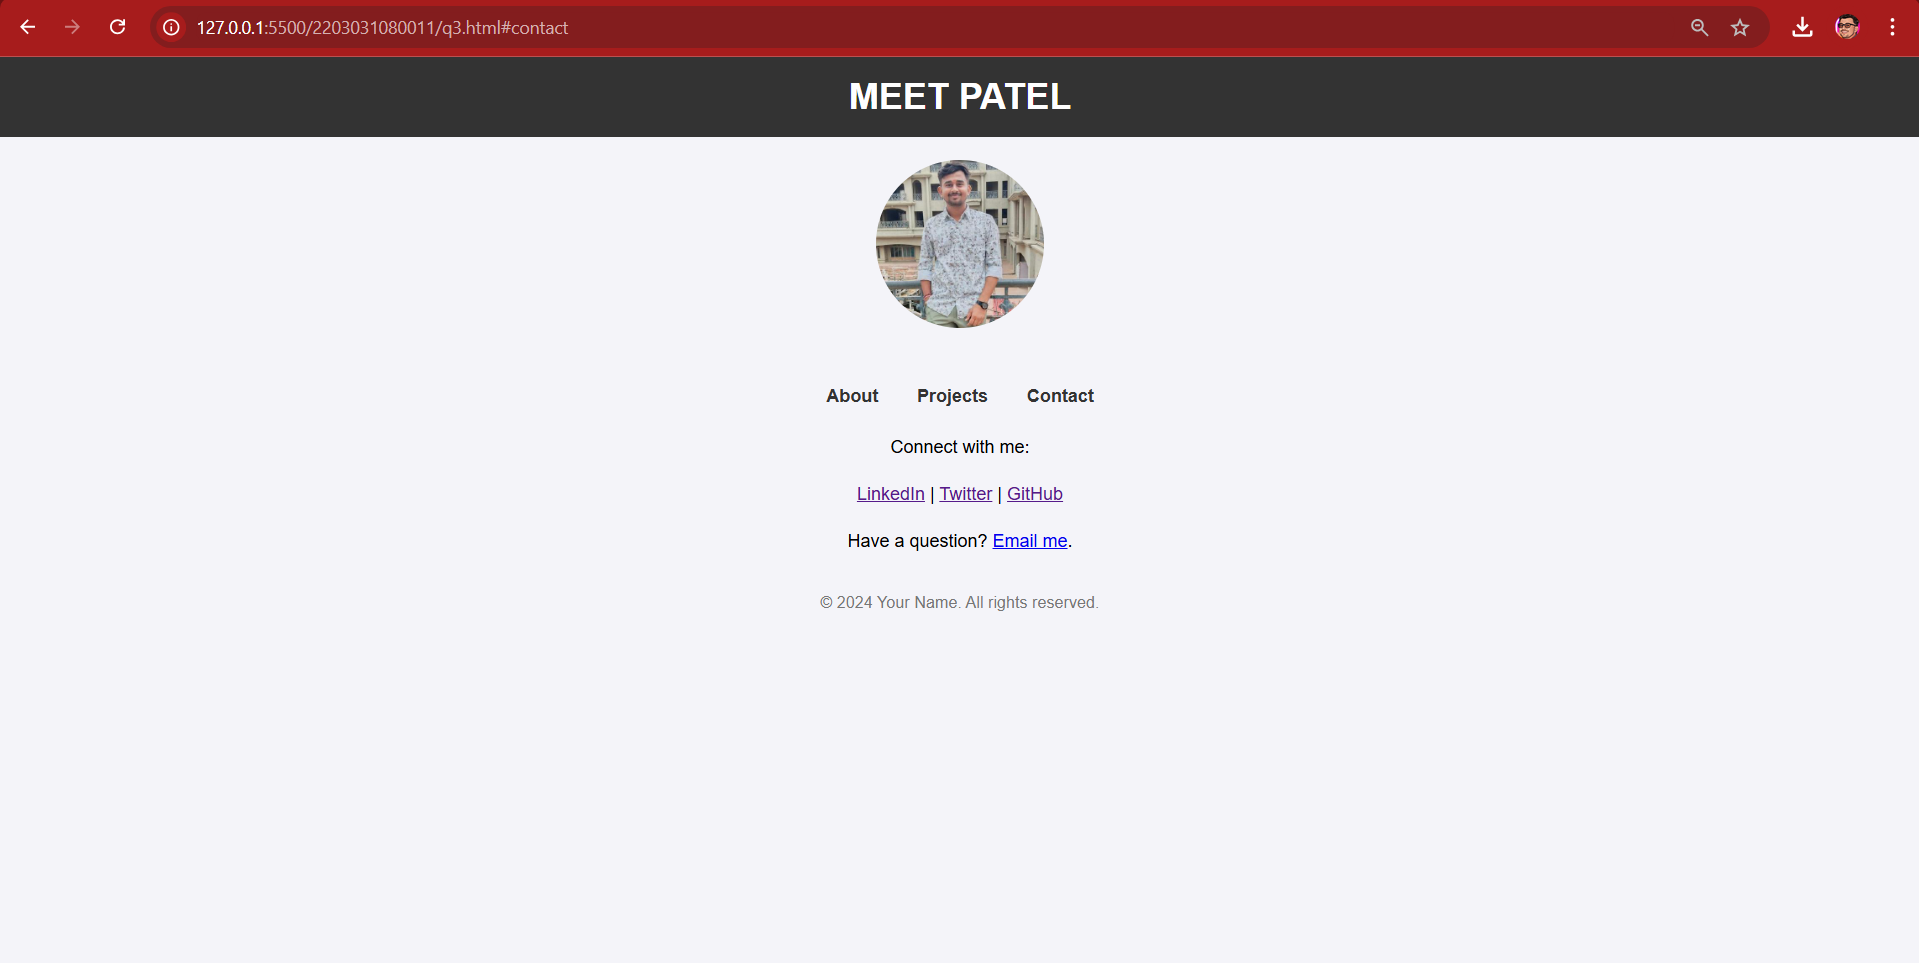 127.0.0.1:5500/2203031080011/q3.html#contact
MEET PATEL
About Projects Contact
Connect with me:
LinkedIn | Twitter | GitHub
Have a question? Email me.
© 2024 Your Name. All rights reserved.